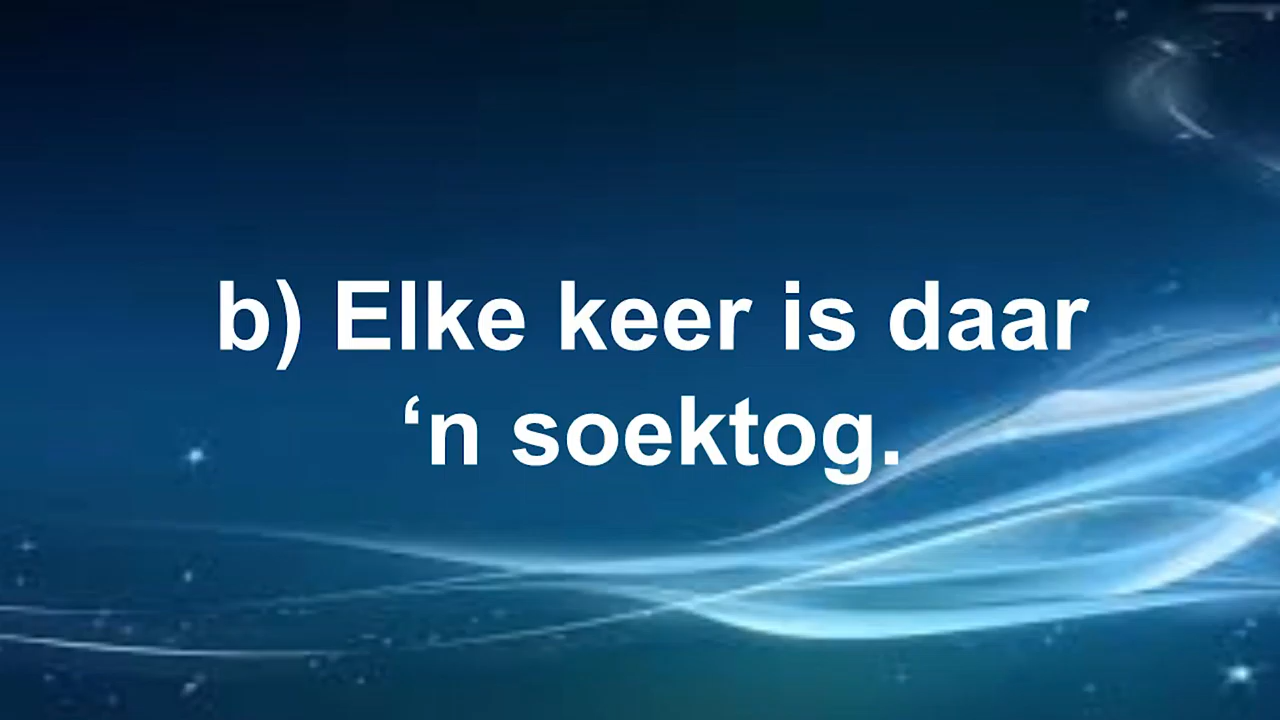 b) Elke keer is daar
‘n soektog.